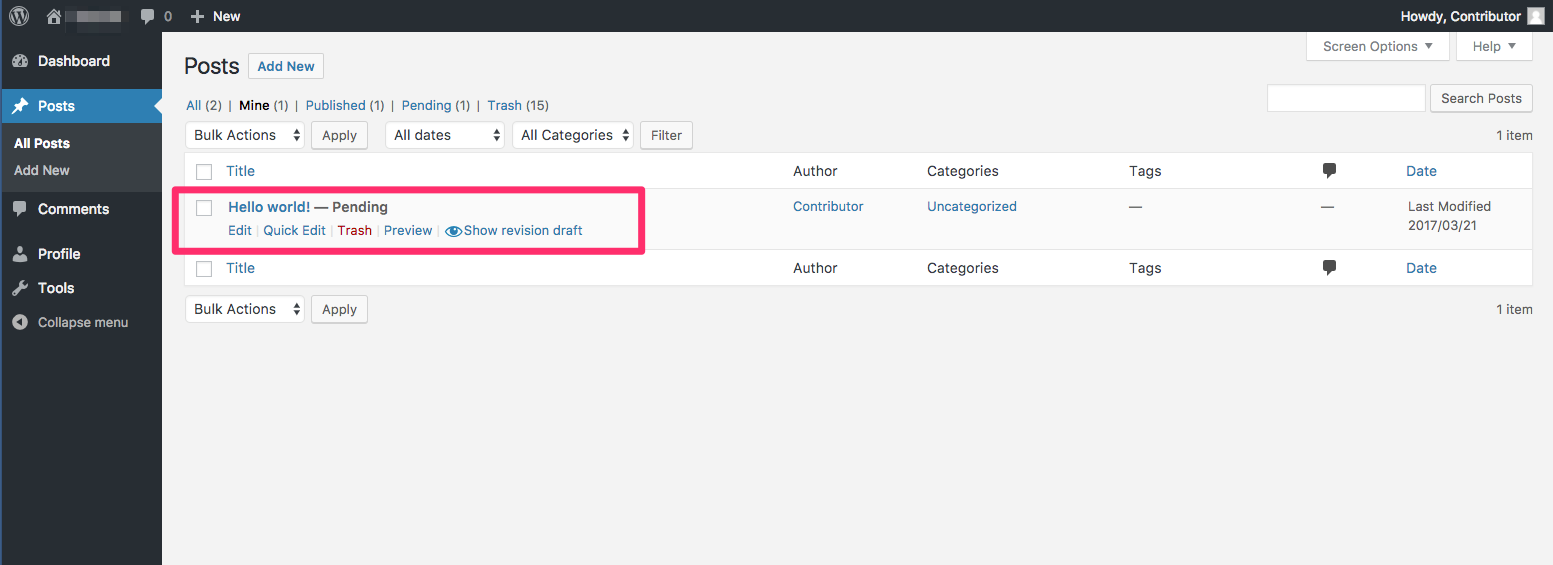 0 New Howdy, Contributor
Dashboard
Posts
All Posts
Add New
Comments
Profile
Tools
Collapse menu
Screen Options Help
Posts Add New
All (2) | Mine (1) | Published (1) | Pending (1) | Trash (15)
Search Posts
Bulk Actions Apply All dates All Categories Filter 1 item
Title Author Categories Tags Date
Hello world! — Pending Contributor Uncategorized — — Last Modified
2017/03/21
Edit | Quick Edit | Trash | Preview | Show revision draft
Title Author Categories Tags Date
Bulk Actions Apply 1 item